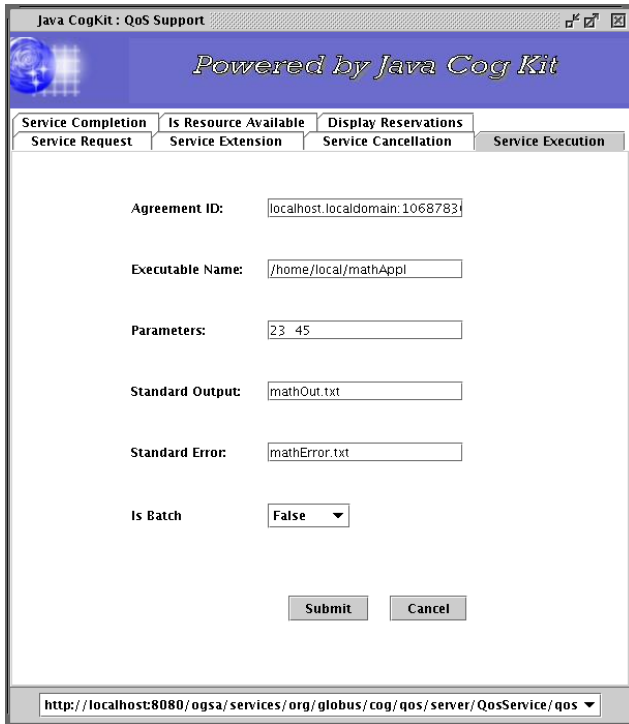 Java CogKit : QoS Support
Powered by Java Cog Kit
Service Completion Is Resource Available Display Reservations
Service Request Service Extension Service Cancellation Service Execution
Agreement ID: localhost.localdomain:10687836
Executable Name: /home/local/mathAppl
Parameters: 23 45
Standard Output: mathOut.txt
Standard Error: mathError.txt
Is Batch False
Submit Cancel
http://localhost:8080/ogsa/services/org/globus/cog/qos/server/QosService/qos